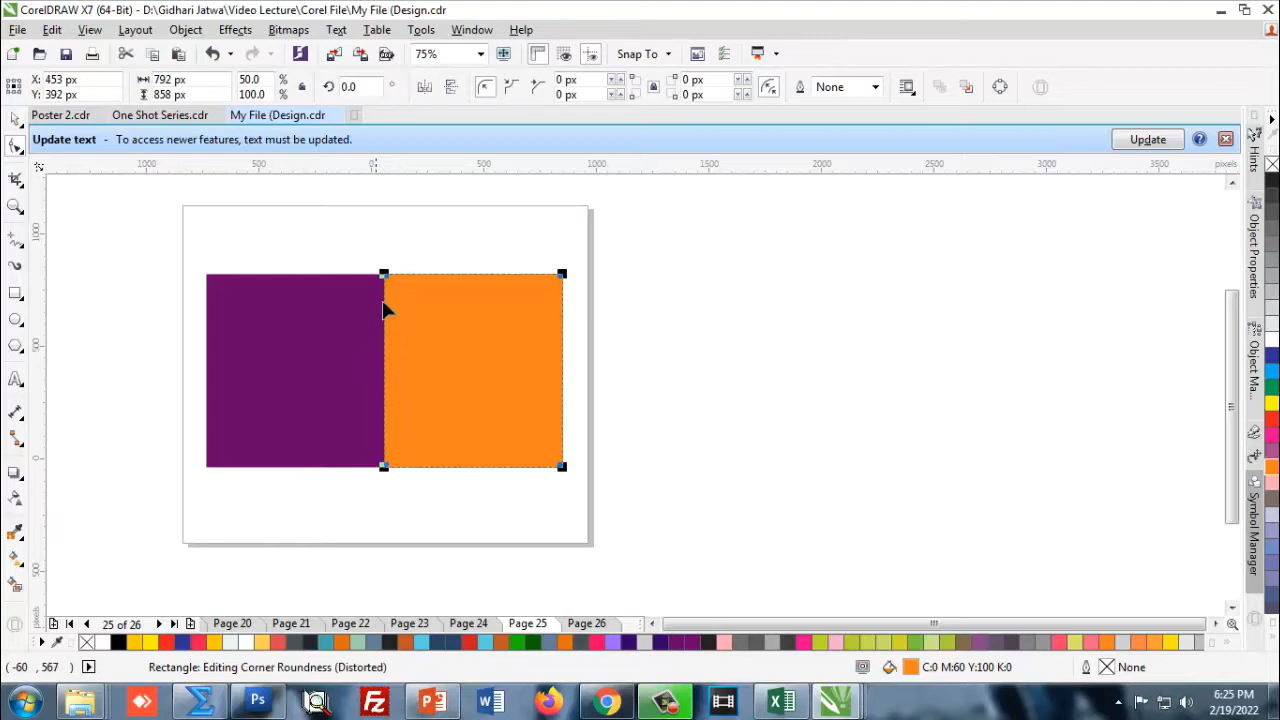 CorelDRAW X7 (64-Bit) - D:\Gidhari Jatwa\Video Lecture\Corel File\My File (Design.cdr
File Edit View Layout Object Effects Bitmaps Text Table Tools Window Help
75% Snap To
X: 453 px 792 px 50.0 % 0.0 ° 0 px 0 px None
Y: 392 px 858 px 100.0 % 0 px 0 px
Poster 2.cdr One Shot Series.cdr My File (Design.cdr
Update text - To access newer features, text must be updated. Update
1000 500 0 500 1000 1500 2000 2500 3000 3500 pixels
1000
500
0
500
pixels
Hints
Object Properties
Object Ma...
Symbol Manager
25 of 26 Page 20 Page 21 Page 22 Page 23 Page 24 Page 25 Page 26
(-60 , 567 ) Rectangle: Editing Corner Roundness (Distorted) C:0 M:60 Y:100 K:0 None
Ps
6:25 PM
2/19/2022